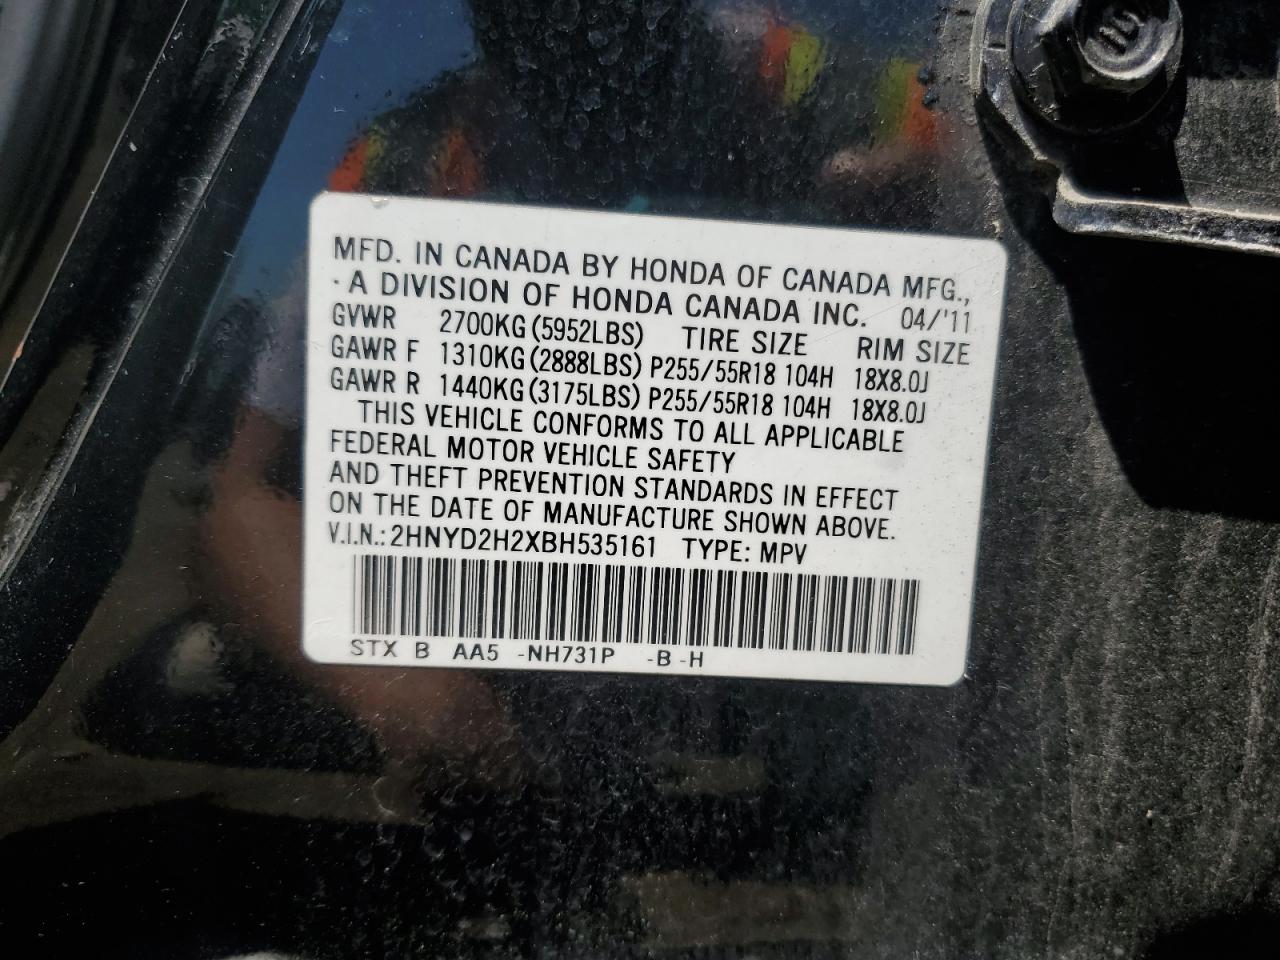 MFD. IN CANADA BY HONDA OF CANADA MFG.,
· A DIVISION OF HONDA CANADA INC. 04/'11
GVWR 2700KG (5952LBS) TIRE SIZE RIM SIZE
GAWR F 1310KG (2888LBS) P255/55R18 104H 18X8.0J
GAWR R 1440KG (3175LBS) P255/55R18 104H 18X8.0J
THIS VEHICLE CONFORMS TO ALL APPLICABLE
FEDERAL MOTOR VEHICLE SAFETY
AND THEFT PREVENTION STANDARDS IN EFFECT
ON THE DATE OF MANUFACTURE SHOWN ABOVE.
V.I.N.: 2HNYD2H2XBH535161 TYPE: MPV
STX B AA5 -NH731P -B -H